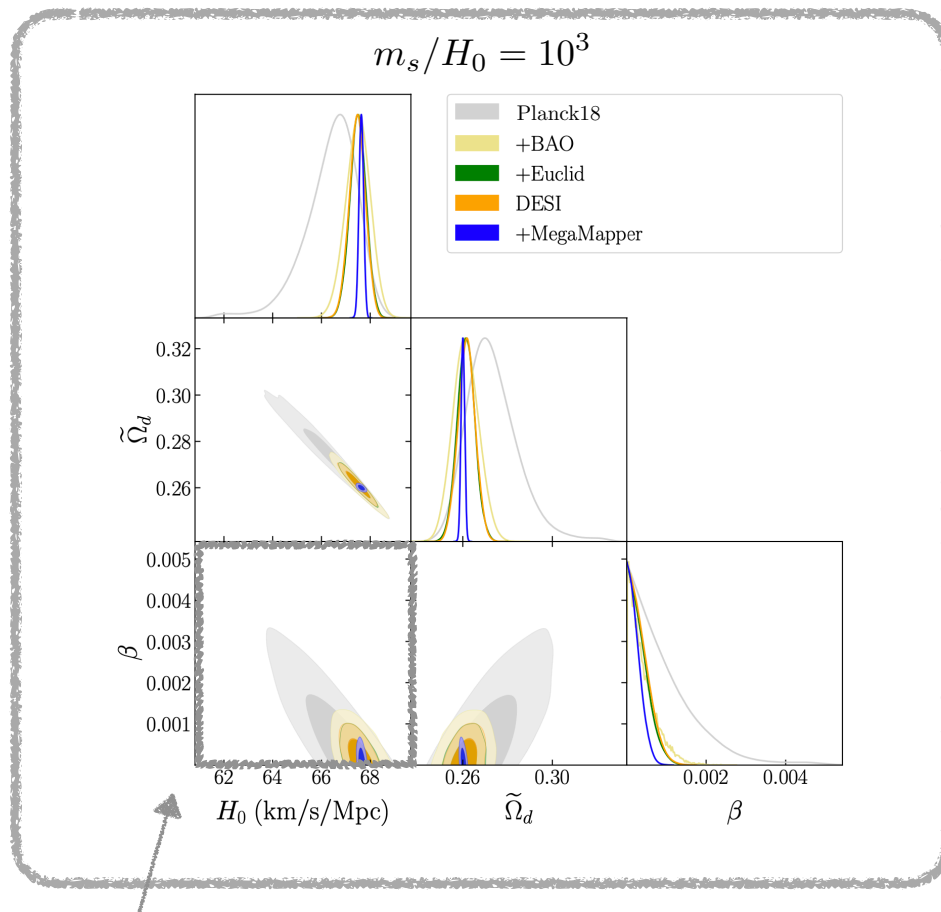 m_s/H_0 = 10^3
Planck18
+BAO
+Euclid
DESI
+MegaMapper
0.32
0.30
0.28
0.26
Ω̃_d
0.005
0.004
0.003
0.002
0.001
β
62 64 66 68
0.26 0.30
0.002 0.004
H_0 (km/s/Mpc)
Ω̃_d
β